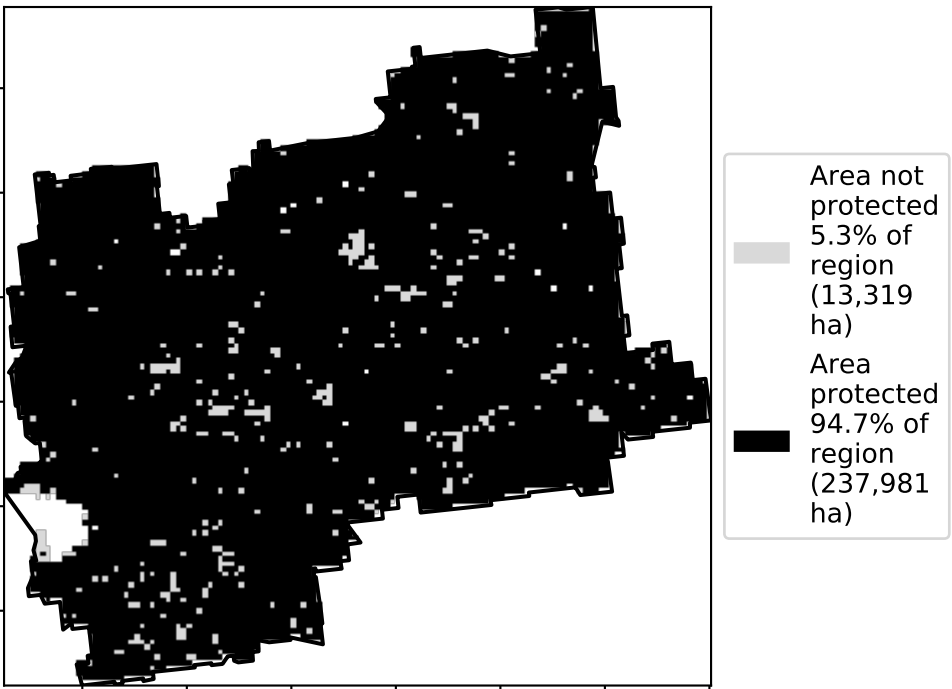 Area not
protected
5.3% of
region
(13,319
ha)
Area
protected
94.7% of
region
(237,981
ha)